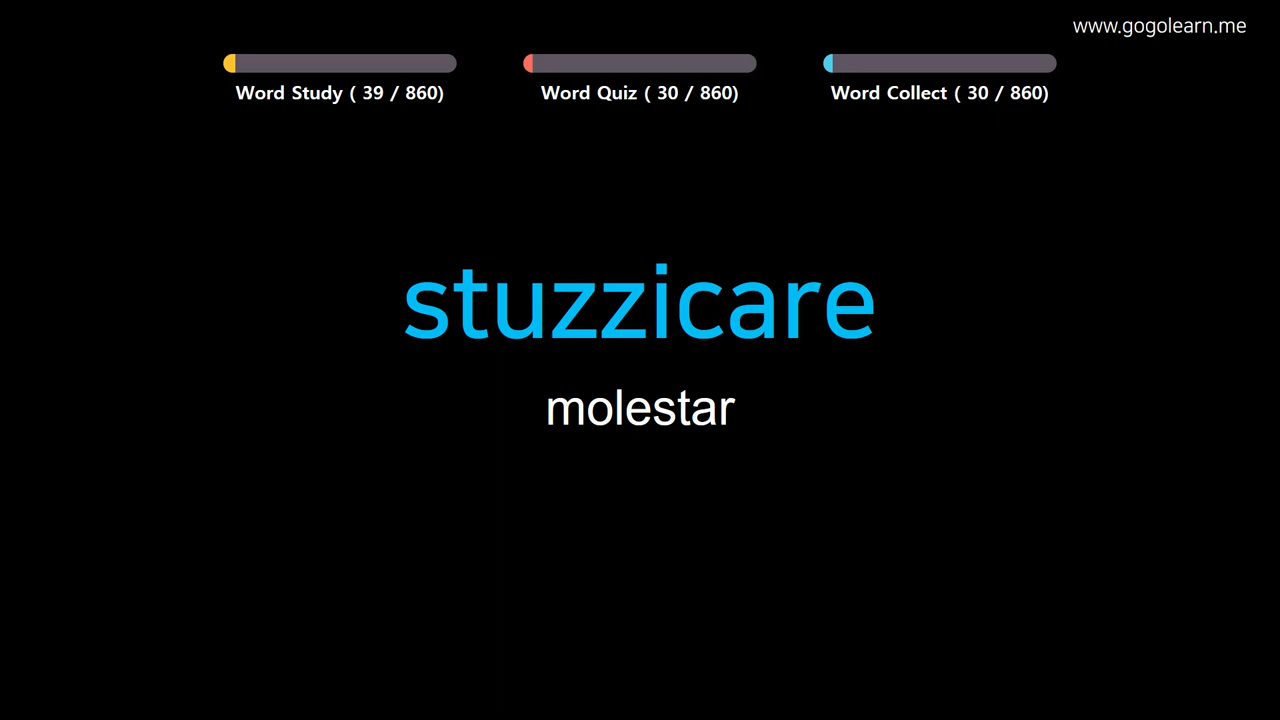 www.gogolearn.me
Word Study ( 39 / 860)
Word Quiz ( 30 / 860)
Word Collect ( 30 / 860)
stuzzicare
molestar